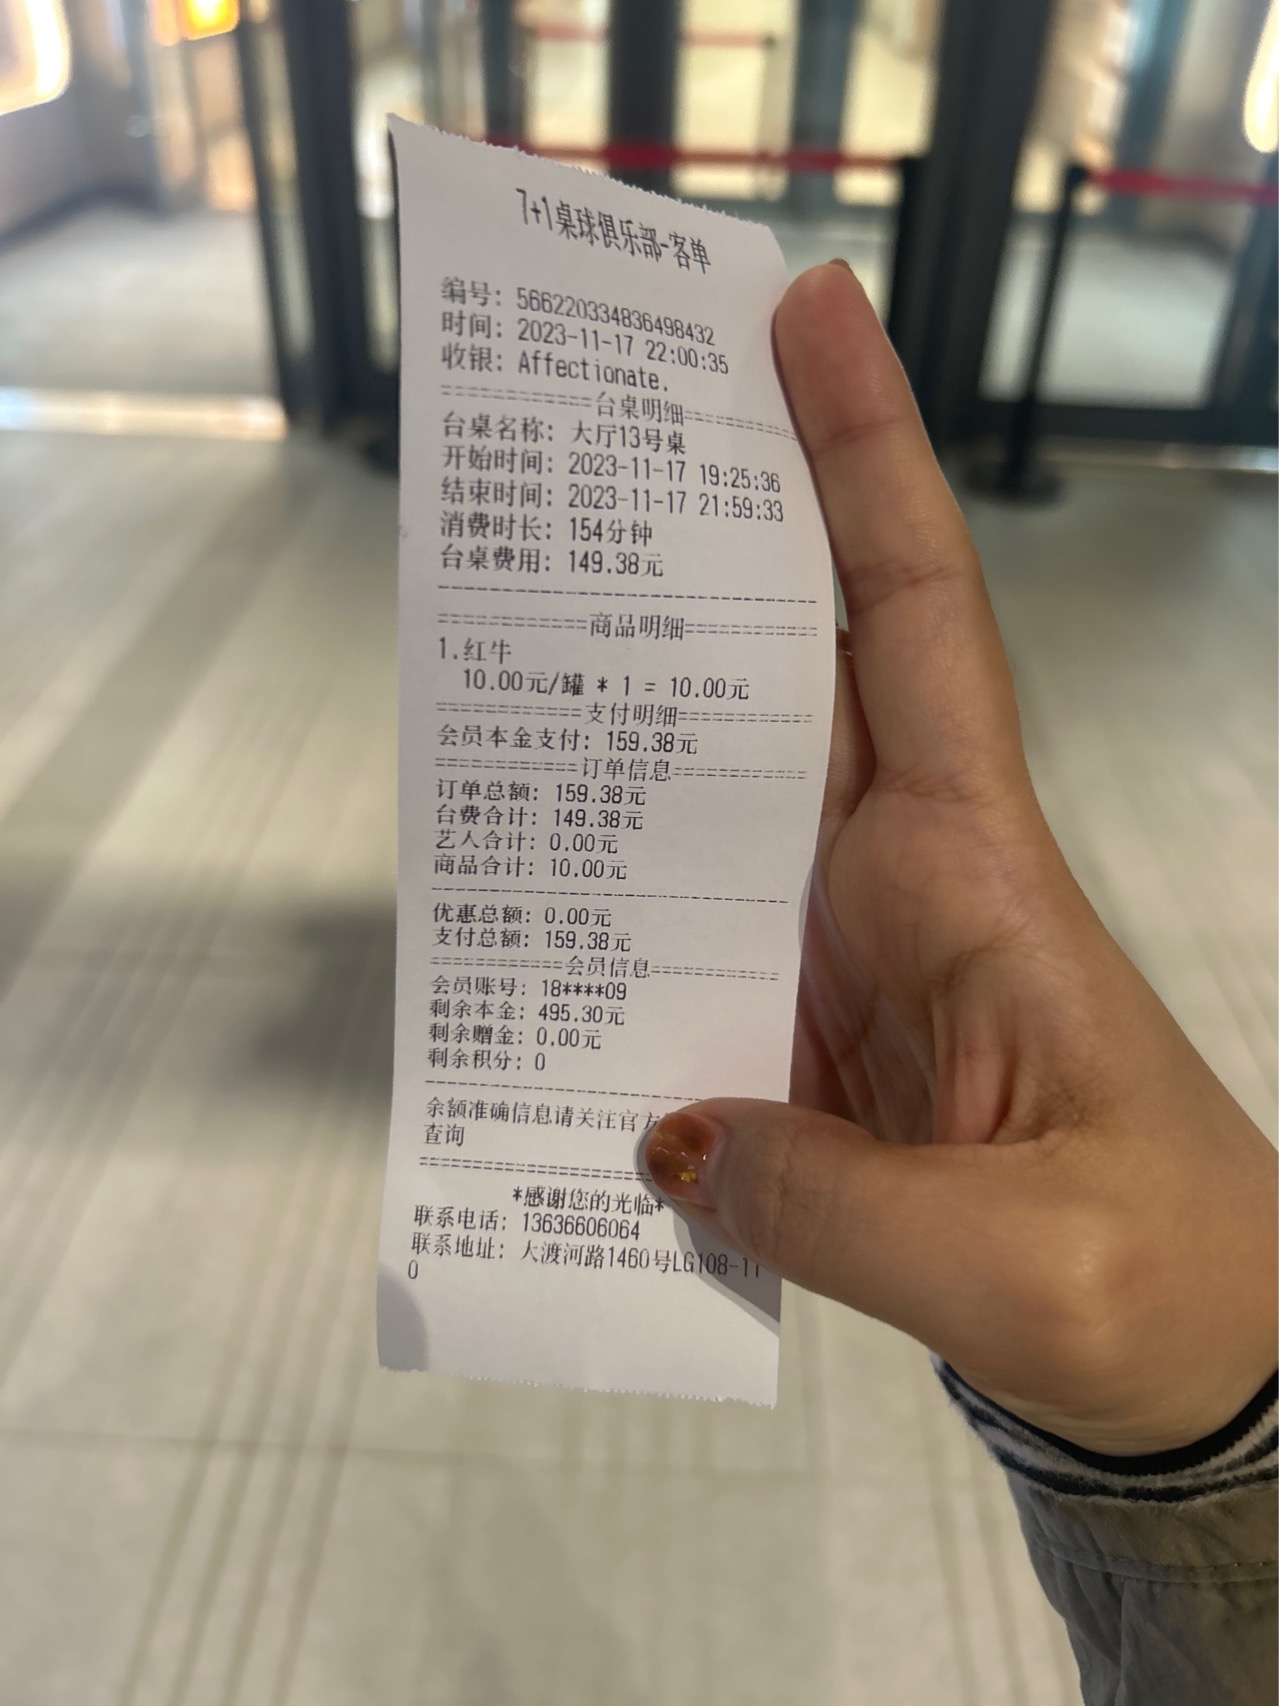 7+1桌球俱乐部-客单
编号: 566220334836498432
时间: 2023-11-17 22:00:35
收银: Affectionate.
============台桌明细============
台桌名称: 大厅13号桌
开始时间: 2023-11-17 19:25:36
结束时间: 2023-11-17 21:59:33
消费时长: 154分钟
台桌费用: 149.38元
--------------------------------
============商品明细============
1.红牛
10.00元/罐 * 1 = 10.00元
============支付明细============
会员本金支付: 159.38元
============订单信息============
订单总额: 159.38元
台费合计: 149.38元
艺人合计: 0.00元
商品合计: 10.00元
--------------------------------
优惠总额: 0.00元
支付总额: 159.38元
============会员信息============
会员账号: 18****09
剩余本金: 495.30元
剩余赠金: 0.00元
剩余积分: 0
--------------------------------
余额准确信息请关注官方
查询
================================
*感谢您的光临*
联系电话: 13636606064
联系地址: 大渡河路1460号LG108-11
0